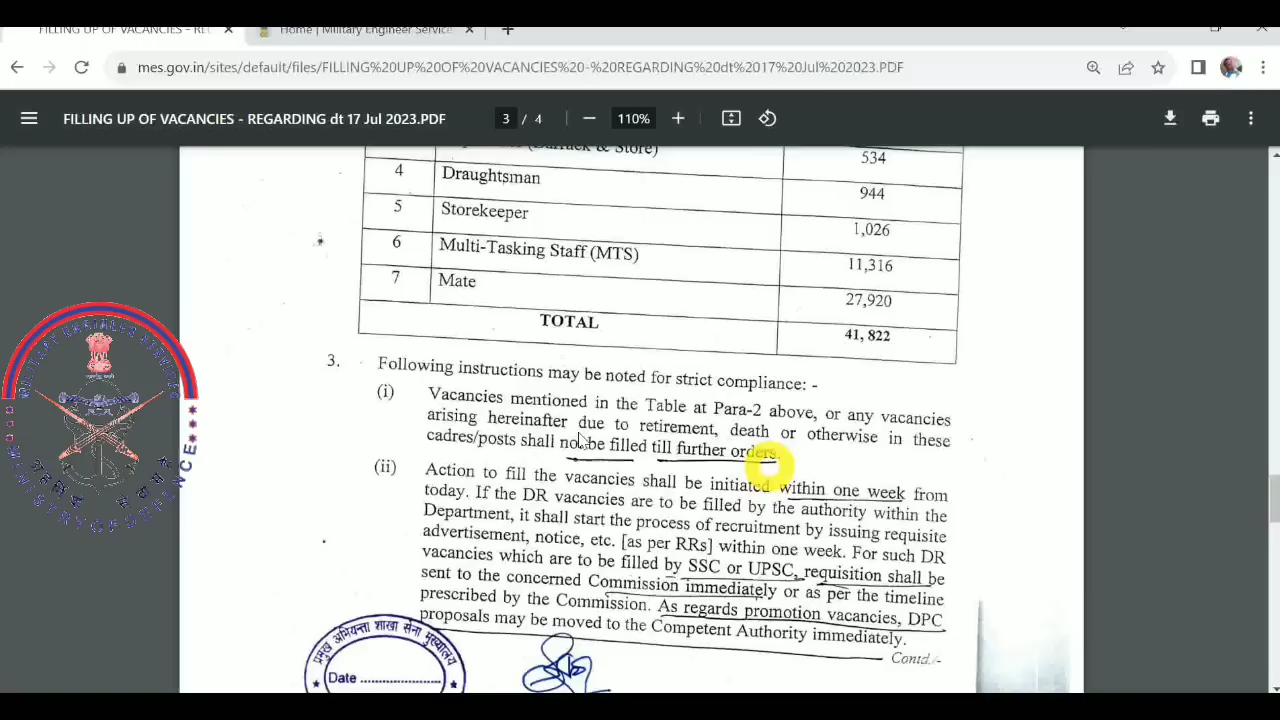 FILLING UP OF VACANCIES - REG
Home | Military Engineer Service
mes.gov.in/sites/default/files/FILLING%20UP%20OF%20VACANCIES%20-%20REGARDING%20dt%2017%20Jul%202023.PDF
FILLING UP OF VACANCIES - REGARDING dt 17 Jul 2023.PDF
3 / 4
110%
(Barrack & Store) 534
4 Draughtsman 944
5 Storekeeper 1,026
6 Multi-Tasking Staff (MTS) 11,316
7 Mate 27,920
TOTAL 41, 822
3. Following instructions may be noted for strict compliance: -
(i) Vacancies mentioned in the Table at Para-2 above, or any vacancies
arising hereinafter due to retirement, death or otherwise in these
cadres/posts shall not be filled till further orders.
(ii) Action to fill the vacancies shall be initiated within one week from
today. If the DR vacancies are to be filled by the authority within the
Department, it shall start the process of recruitment by issuing requisite
advertisement, notice, etc. [as per RRs] within one week. For such DR
vacancies which are to be filled by SSC or UPSC, requisition shall be
sent to the concerned Commission immediately or as per the timeline
prescribed by the Commission. As regards promotion vacancies, DPC
proposals may be moved to the Competent Authority immediately.
Contd./-
प्रमुख अभियन्ता शाखा सेना मुख्यालय
Date
MINISTRY OF DEFENCE